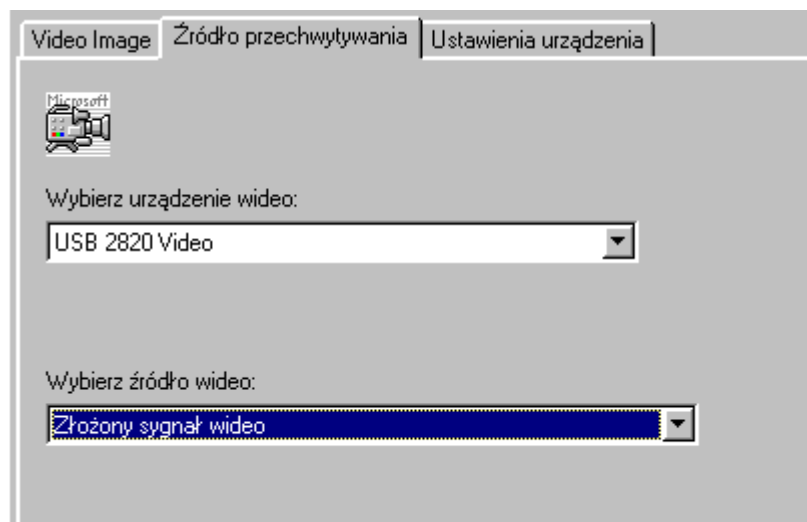 Video Image
Źródło przechwytywania
Ustawienia urządzenia
Microsoft
Wybierz urządzenie wideo:
USB 2820 Video
Wybierz źródło wideo:
Złożony sygnał wideo